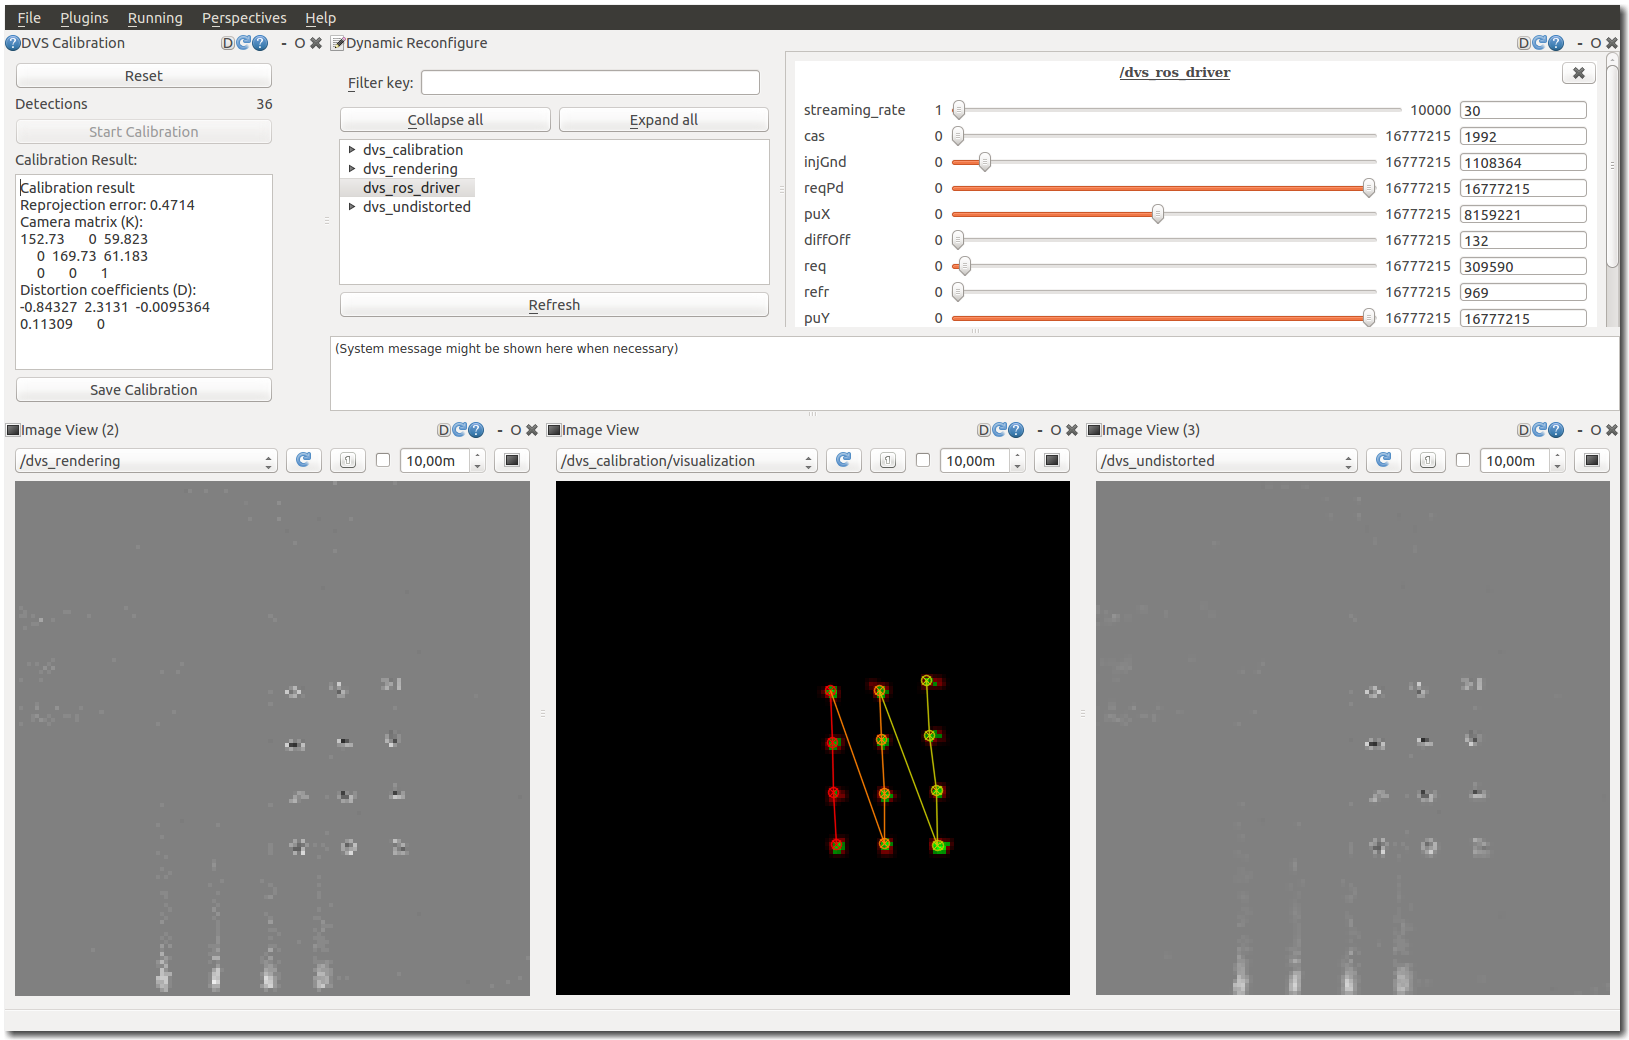 File Plugins Running Perspectives Help
DVS Calibration D - O
Dynamic Reconfigure D - O
Reset
Detections 36
Start Calibration
Calibration Result:
Calibration result
Reprojection error: 0.4714
Camera matrix (K):
152.73 0 59.823
0 169.73 61.183
0 0 1
Distortion coefficients (D):
-0.84327 2.3131 -0.0095364
0.11309 0
Save Calibration
Filter key:
Collapse all Expand all
dvs_calibration
dvs_rendering
dvs_ros_driver
dvs_undistorted
Refresh
/dvs_ros_driver
streaming_rate 1 10000 30
cas 0 16777215 1992
injGnd 0 16777215 1108364
reqPd 0 16777215 16777215
puX 0 16777215 8159221
diffOff 0 16777215 132
req 0 16777215 309590
refr 0 16777215 969
puY 0 16777215 16777215
(System message might be shown here when necessary)
Image View (2) D - O
/dvs_rendering 10,00m
Image View D - O
/dvs_calibration/visualization 10,00m
Image View (3) D - O
/dvs_undistorted 10,00m